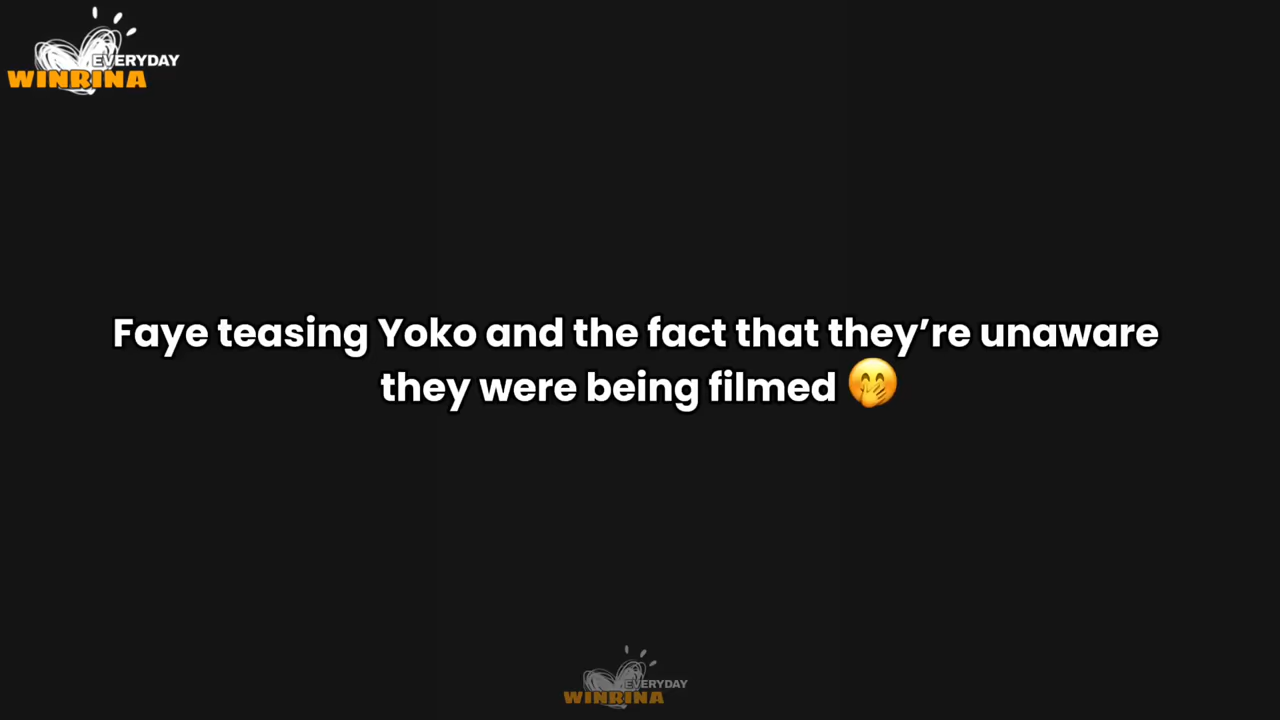 EVERYDAY
WINRINA
Faye teasing Yoko and the fact that they’re unaware
they were being filmed 🤭
EVERYDAY
WINRINA